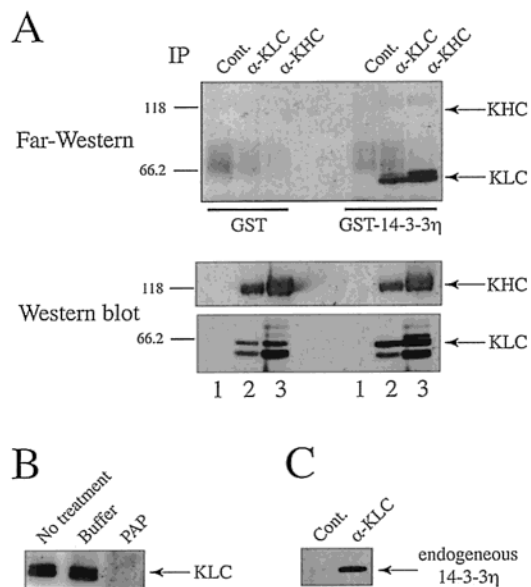 A
IP
Cont.
α-KLC
α-KHC
Cont.
α-KLC
α-KHC
Far-Western
118
66.2
KHC
KLC
GST
GST-14-3-3η
Western blot
118
66.2
KHC
KLC
1 2 3 1 2 3
B
No treatment
Buffer
PAP
KLC
C
Cont.
α-KLC
endogeneous
14-3-3η